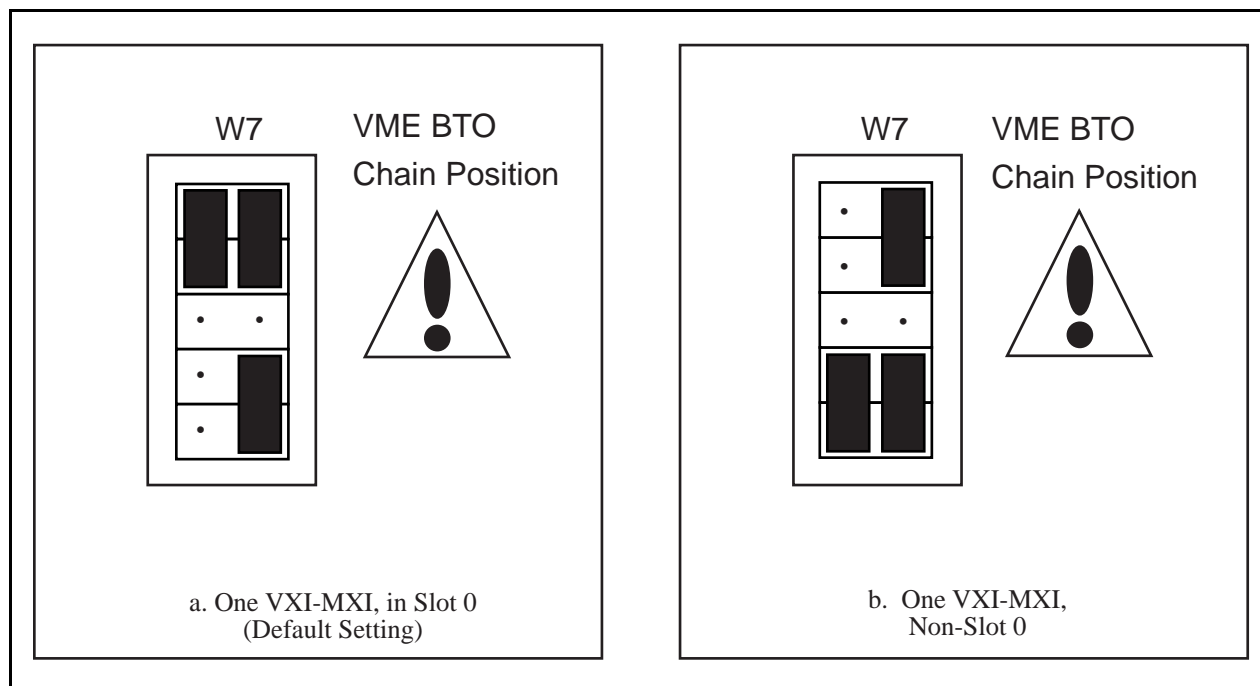 W7
VME BTO
Chain Position
a. One VXI-MXI, in Slot 0
(Default Setting)
W7
VME BTO
Chain Position
b. One VXI-MXI,
Non-Slot 0